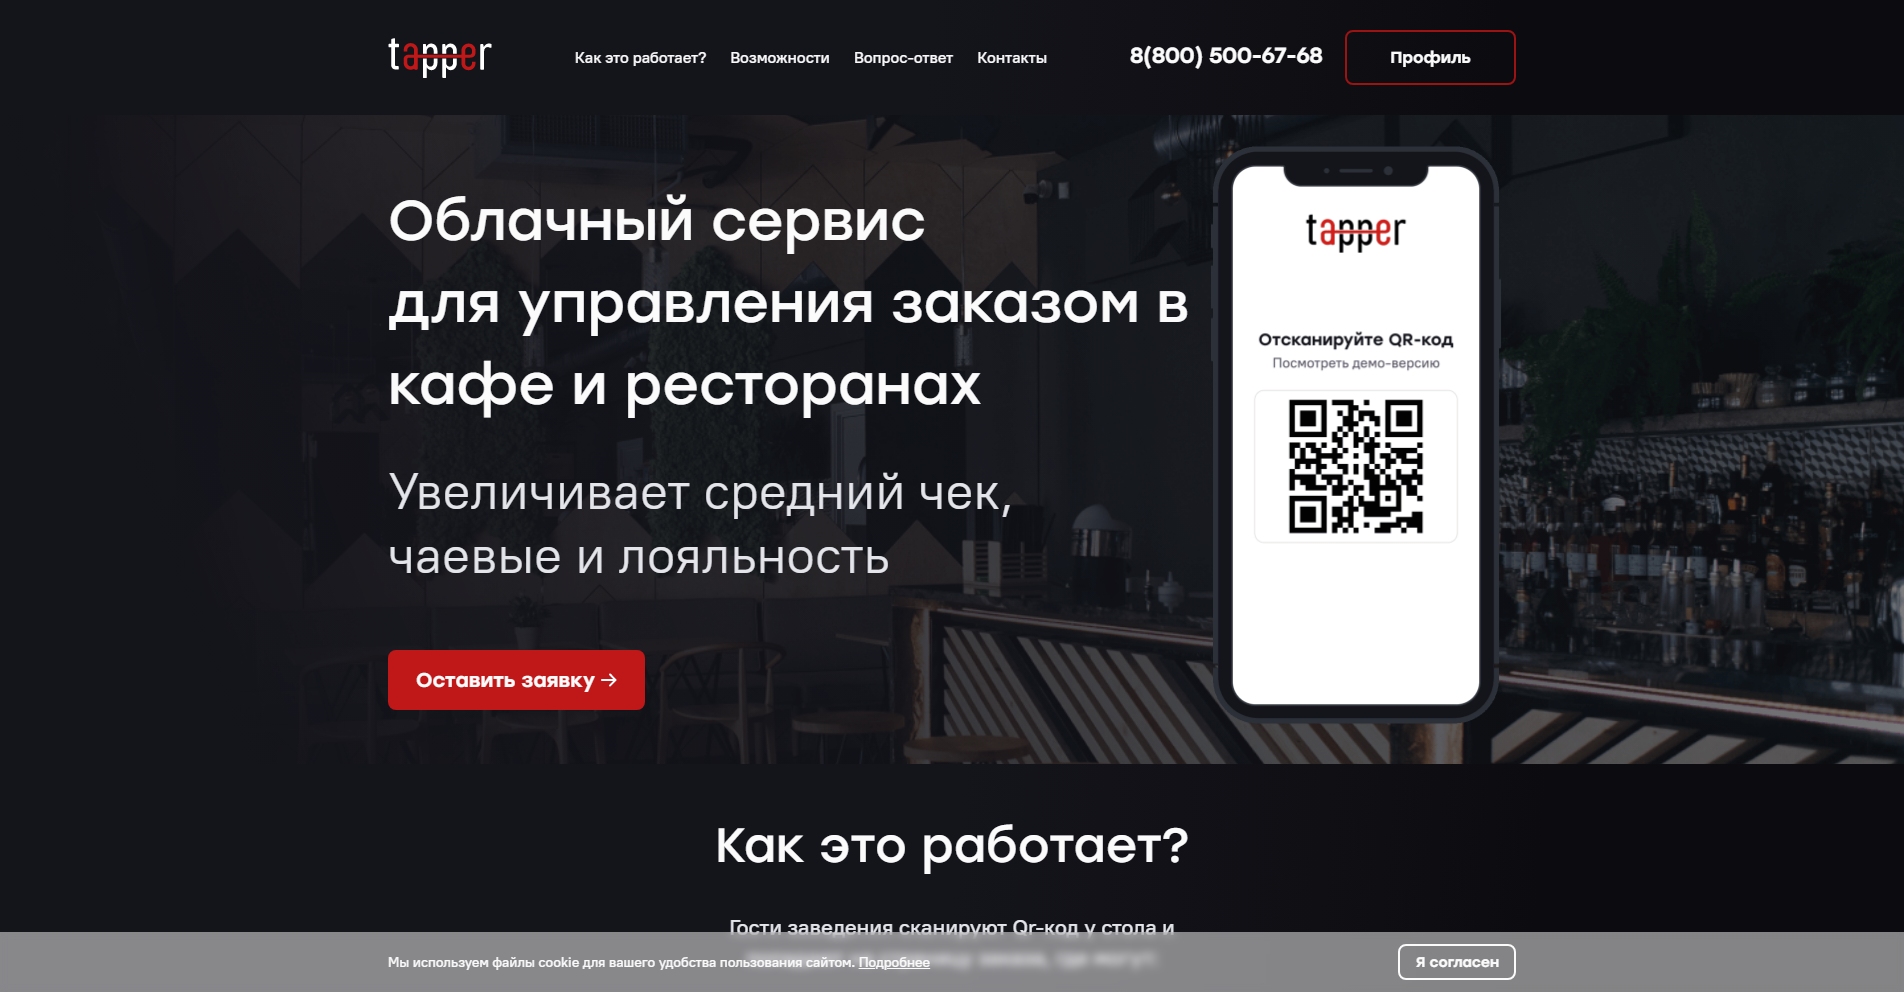 tapper
Как это работает?
Возможности
Вопрос-ответ
Контакты
8(800) 500-67-68
Профиль
Облачный сервис
для управления заказом в
кафе и ресторанах
Увеличивает средний чек,
чаевые и лояльность
Оставить заявку →
tapper
Отсканируйте QR-код
Посмотреть демо-версию
Как это работает?
Гости заведения сканируют Qr-код у стола и
Мы используем файлы cookie для вашего удобства пользования сайтом. Подробнее
Я согласен